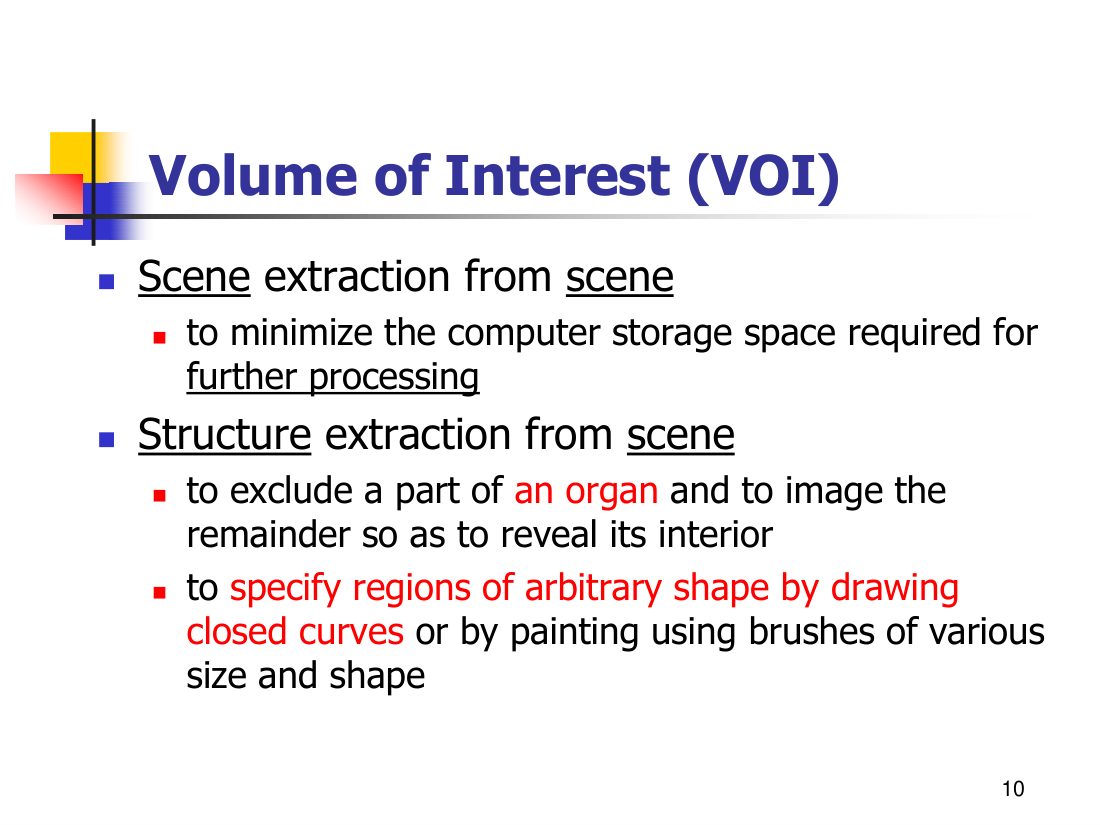 Volume of Interest (VOI)
Scene extraction from scene
to minimize the computer storage space required for
further processing
Structure extraction from scene
to exclude a part of an organ and to image the
remainder so as to reveal its interior
to specify regions of arbitrary shape by drawing
closed curves or by painting using brushes of various
size and shape
10